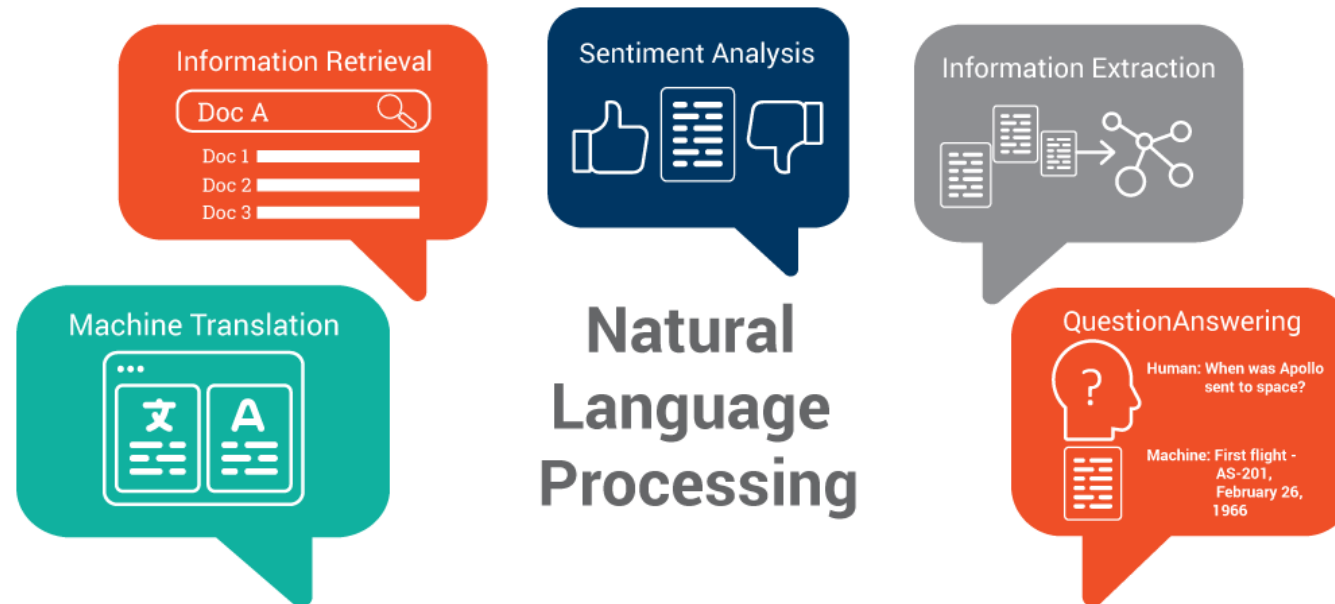 Information Retrieval
Doc A
Doc 1
Doc 2
Doc 3
Sentiment Analysis
Information Extraction
Machine Translation
文
A
Natural
Language
Processing
QuestionAnswering
?
Human: When was Apollo
sent to space?
Machine: First flight -
AS-201,
February 26,
1966